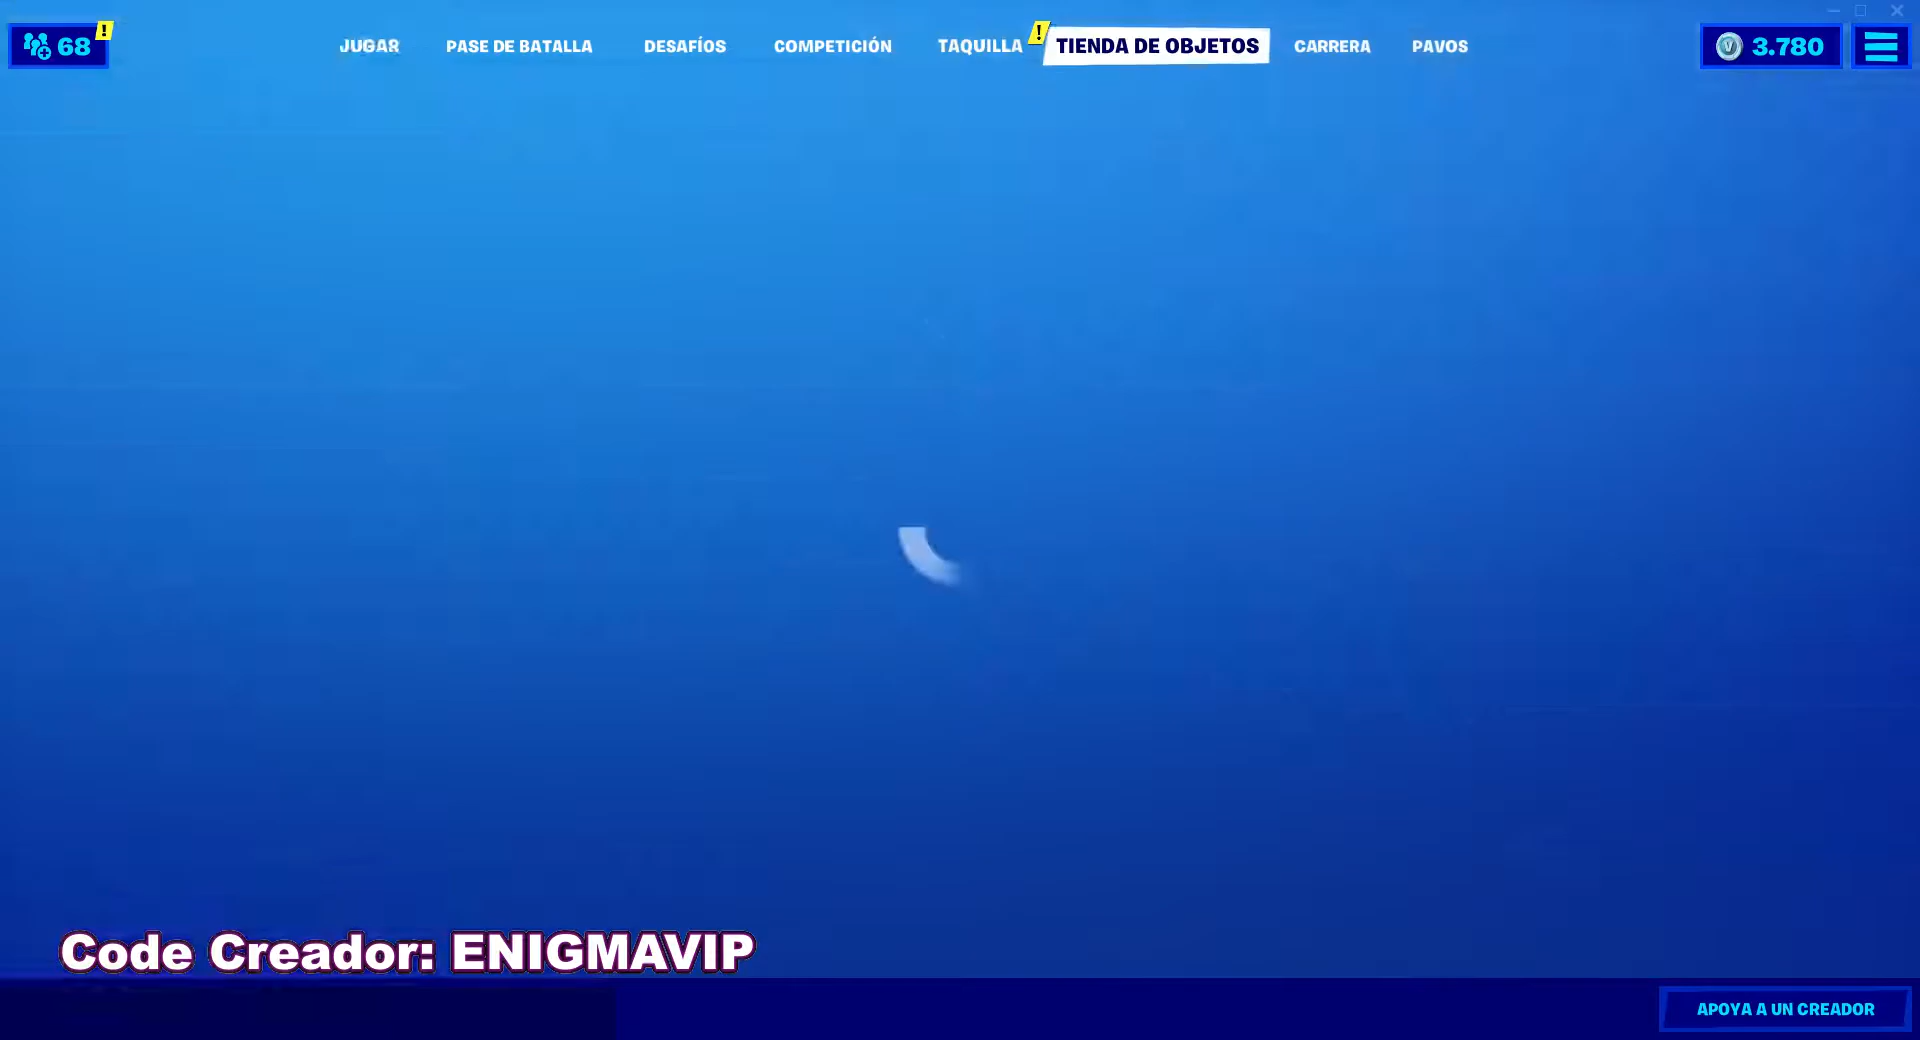 68 !
JUGAR PASE DE BATALLA DESAFÍOS COMPETICIÓN TAQUILLA ! TIENDA DE OBJETOS CARRERA PAVOS
V 3.780
Code Creador: ENIGMAVIP
APOYA A UN CREADOR